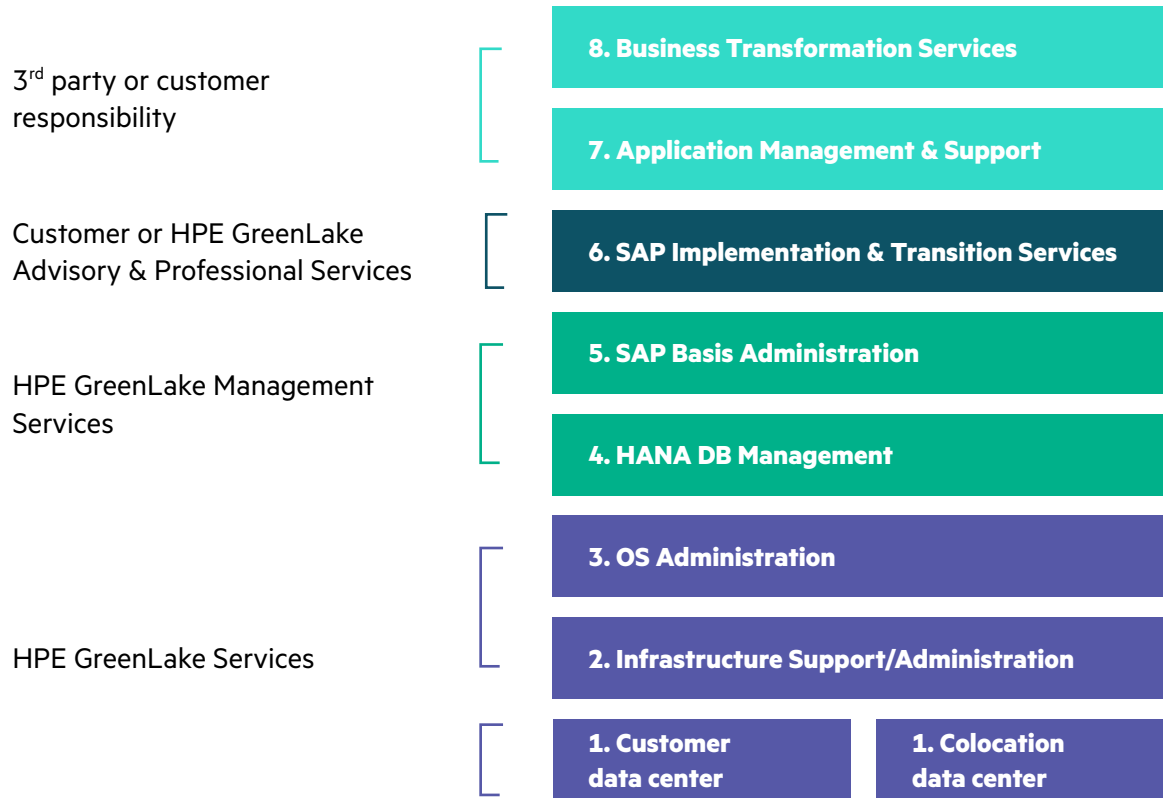 8. Business Transformation Services
3rd party or customer
responsibility
7. Application Management & Support
Customer or HPE GreenLake
Advisory & Professional Services
6. SAP Implementation & Transition Services
5. SAP Basis Administration
HPE GreenLake Management
Services
4. HANA DB Management
3. OS Administration
HPE GreenLake Services
2. Infrastructure Support/Administration
1. Customer
data center
1. Colocation
data center